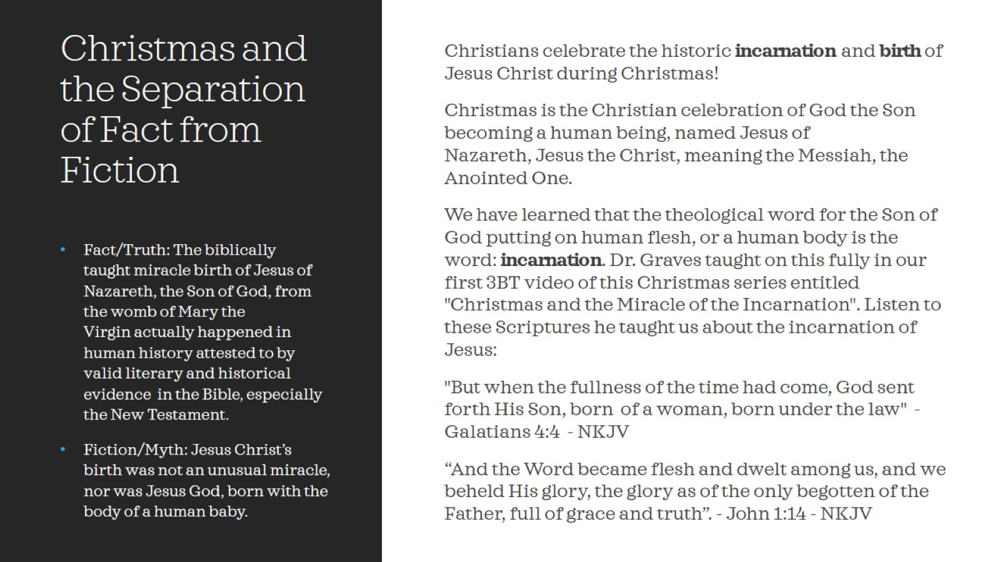 Christmas and
the Separation
of Fact from
Fiction
• Fact/Truth: The biblically
taught miracle birth of Jesus of
Nazareth, the Son of God, from
the womb of Mary the
Virgin actually happened in
human history attested to by
valid literary and historical
evidence  in the Bible, especially
the New Testament.
• Fiction/Myth: Jesus Christ’s
birth was not an unusual miracle,
nor was Jesus God, born with the
body of a human baby.
Christians celebrate the historic incarnation and birth of
Jesus Christ during Christmas!
Christmas is the Christian celebration of God the Son
becoming a human being, named Jesus of
Nazareth, Jesus the Christ, meaning the Messiah, the
Anointed One.
We have learned that the theological word for the Son of
God putting on human flesh, or a human body is the
word: incarnation. Dr. Graves taught on this fully in our
first 3BT video of this Christmas series entitled
"Christmas and the Miracle of the Incarnation". Listen to
these Scriptures he taught us about the incarnation of
Jesus:
"But when the fullness of the time had come, God sent
forth His Son, born  of a woman, born under the law"  -
Galatians 4:4  - NKJV
“And the Word became flesh and dwelt among us, and we
beheld His glory, the glory as of the only begotten of the
Father, full of grace and truth”. - John 1:14 - NKJV